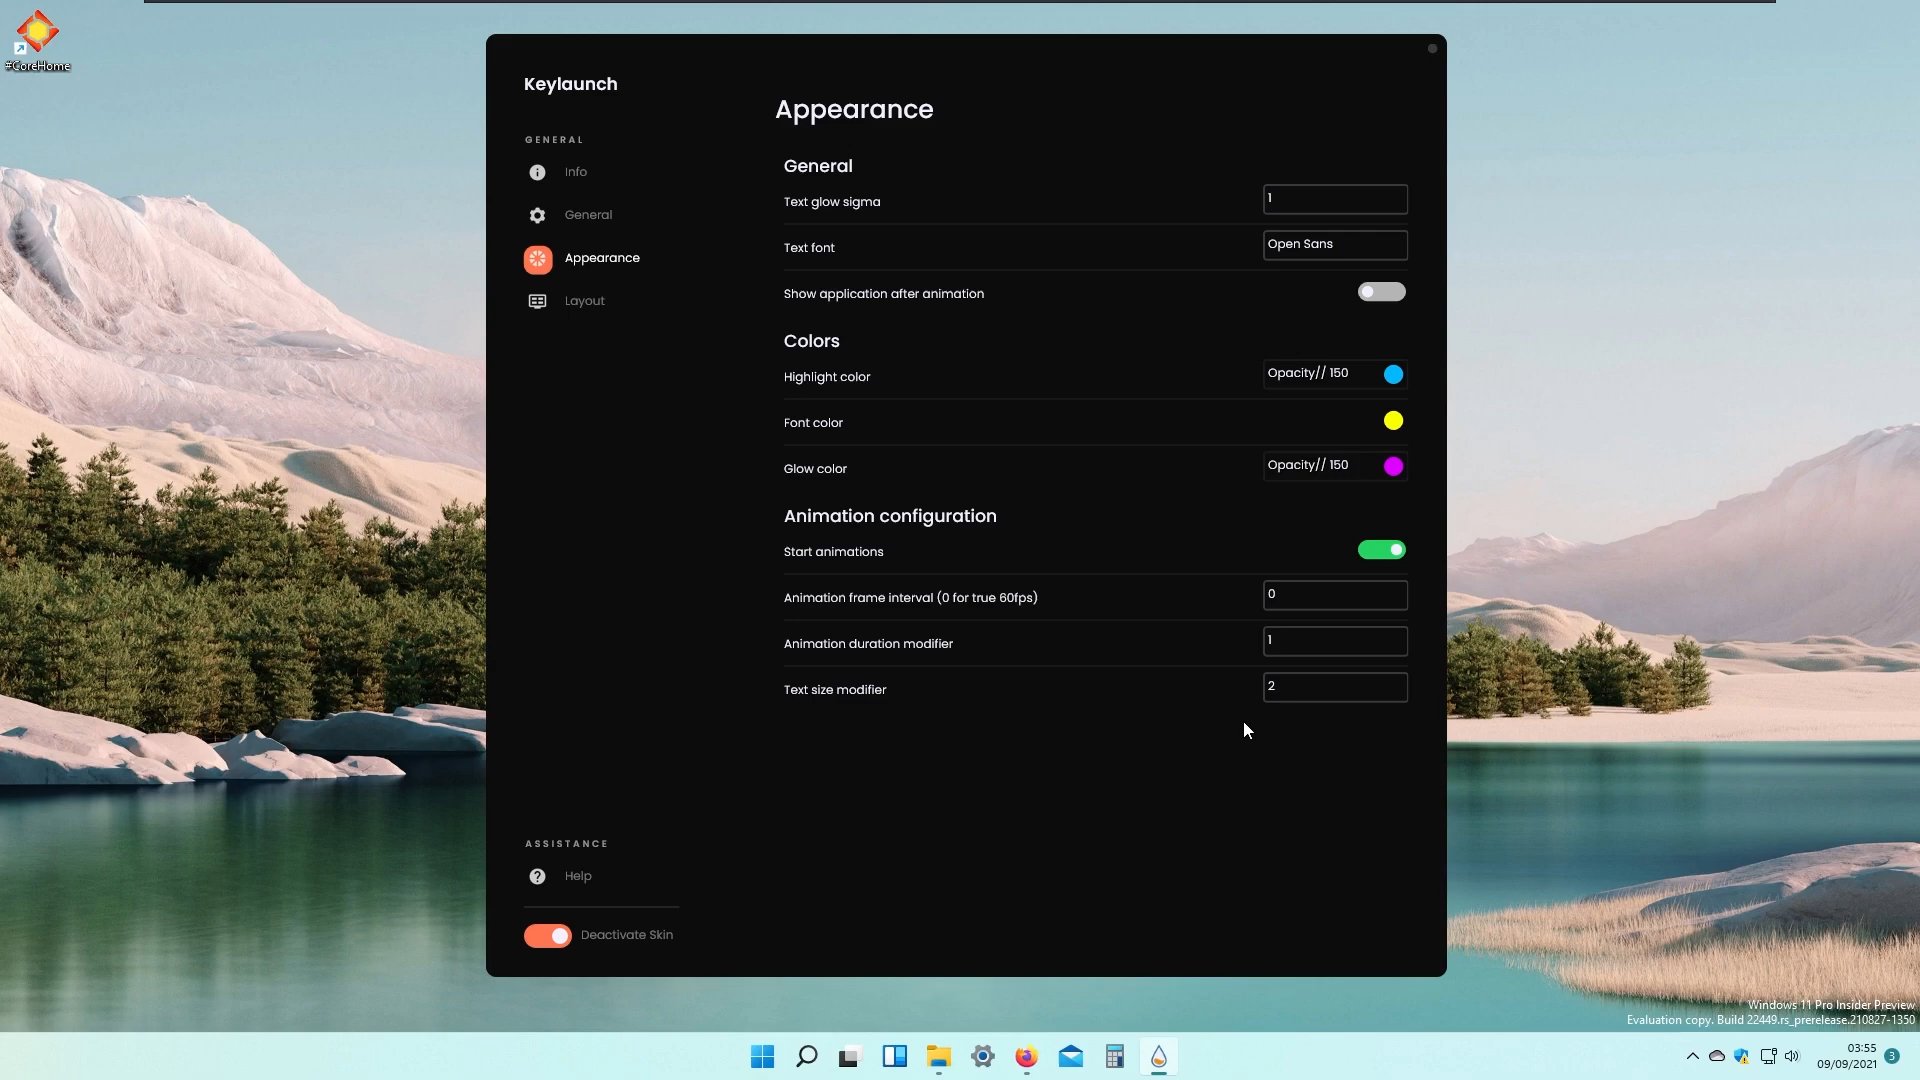 #CoreHome
Keylaunch
GENERAL
Info
General
Appearance
Layout
ASSISTANCE
Help
Deactivate Skin
Appearance
General
Text glow sigma
1
Text font
Open Sans
Show application after animation
Colors
Highlight color
Opacity// 150
Font color
Glow color
Opacity// 150
Animation configuration
Start animations
Animation frame interval (0 for true 60fps)
0
Animation duration modifier
1
Text size modifier
2
Windows 11 Pro Insider Preview
Evaluation copy. Build 22449.rs_prerelease.210827-1350
03:55
09/09/2021
3